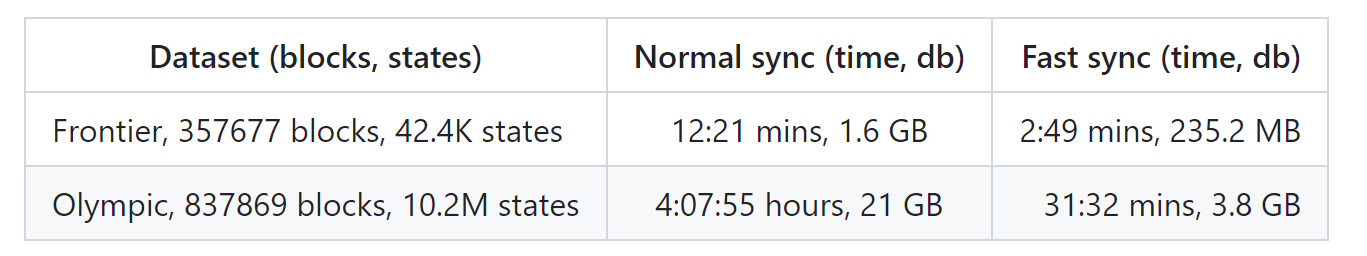 Dataset (blocks, states) Normal sync (time, db) Fast sync (time, db)
Frontier, 357677 blocks, 42.4K states 12:21 mins, 1.6 GB 2:49 mins, 235.2 MB
Olympic, 837869 blocks, 10.2M states 4:07:55 hours, 21 GB 31:32 mins, 3.8 GB